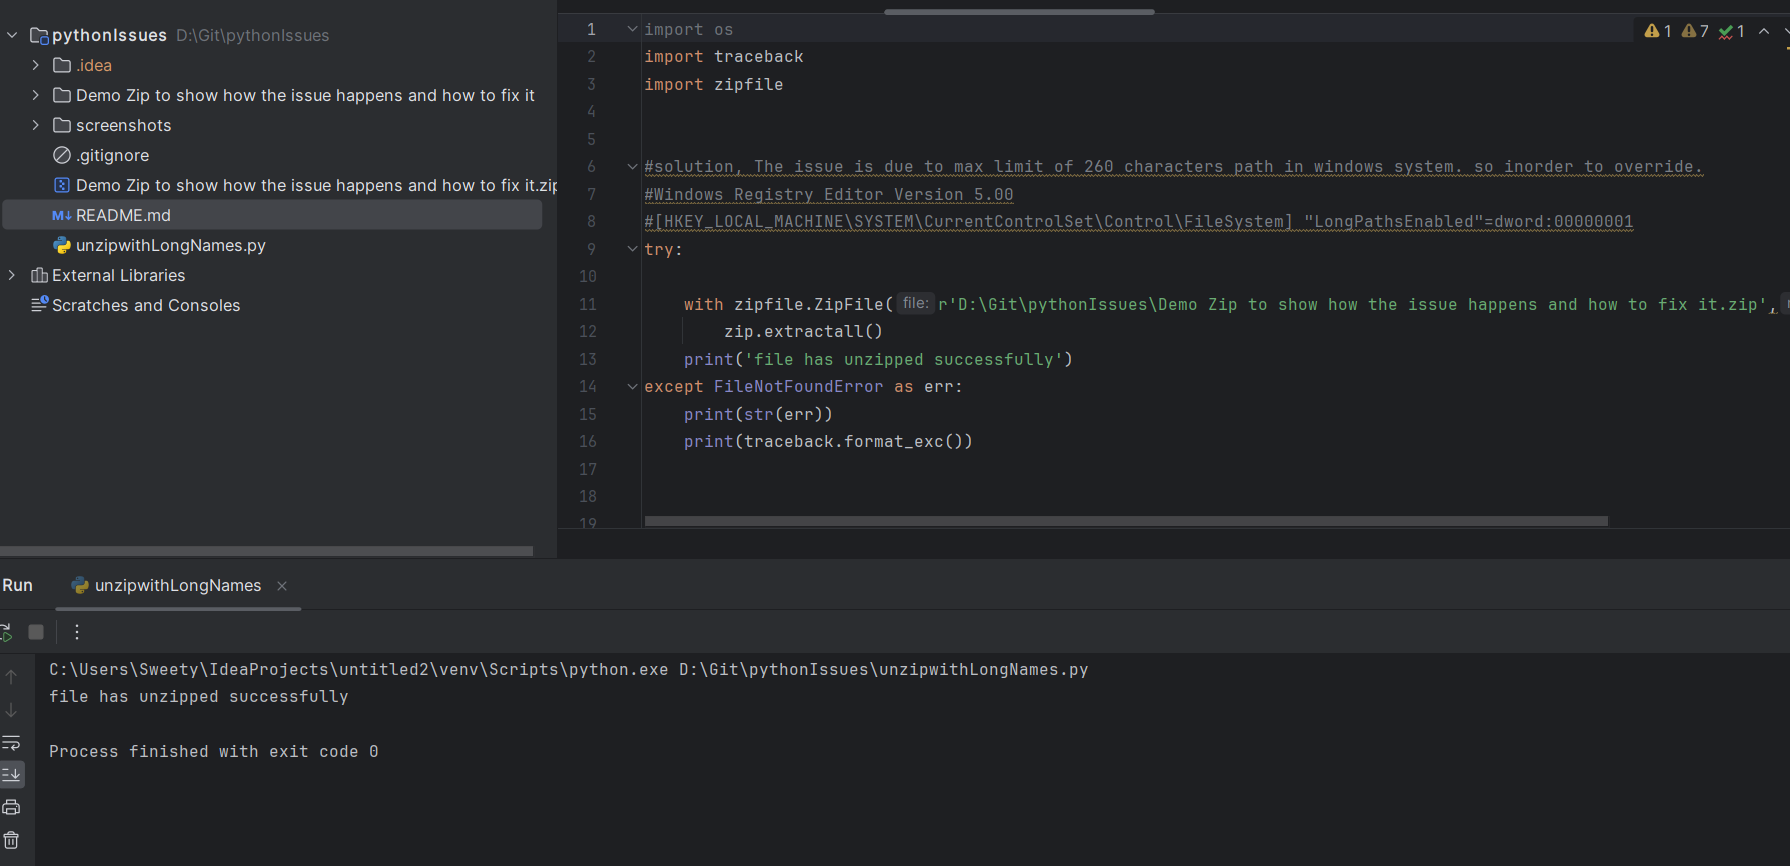 pythonIssues D:\Git\pythonIssues
.idea
Demo Zip to show how the issue happens and how to fix it
screenshots
.gitignore
Demo Zip to show how the issue happens and how to fix it.zip
M↓ README.md
unzipwithLongNames.py
External Libraries
Scratches and Consoles
1 import os
2 import traceback
3 import zipfile
4
5
6 #solution, The issue is due to max limit of 260 characters path in windows system. so inorder to override.
7 #Windows Registry Editor Version 5.00
8 #[HKEY_LOCAL_MACHINE\SYSTEM\CurrentControlSet\Control\FileSystem] "LongPathsEnabled"=dword:00000001
9 try:
10
11 with zipfile.ZipFile( file: r'D:\Git\pythonIssues\Demo Zip to show how the issue happens and how to fix it.zip',
12 zip.extractall()
13 print('file has unzipped successfully')
14 except FileNotFoundError as err:
15 print(str(err))
16 print(traceback.format_exc())
17
18
19
1 7 1
Run unzipwithLongNames
C:\Users\Sweety\IdeaProjects\untitled2\venv\Scripts\python.exe D:\Git\pythonIssues\unzipwithLongNames.py
file has unzipped successfully
Process finished with exit code 0